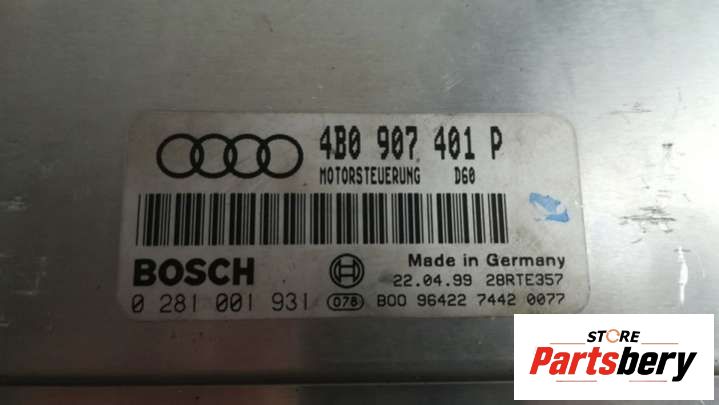 4B0 907 401 P
MOTORSTEUERUNG D60
BOSCH
Made in Germany
22.04.99 28RTE357
0 281 001 931 078 B00 96422 7442 0077
STORE
Partsbery